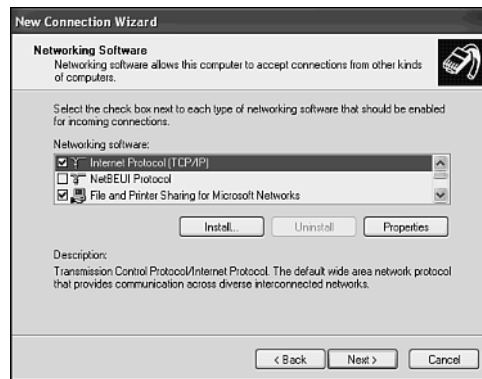 New Connection Wizard
Networking Software
Networking software allows this computer to accept connections from other kinds
of computers.
Select the check box next to each type of networking software that should be enabled
for incoming connections.
Networking software:
Internet Protocol (TCP/IP)
NetBEUI Protocol
File and Printer Sharing for Microsoft Networks
Install... Uninstall Properties
Description:
Transmission Control Protocol/Internet Protocol. The default wide area network protocol
that provides communication across diverse interconnected networks.
< Back Next > Cancel